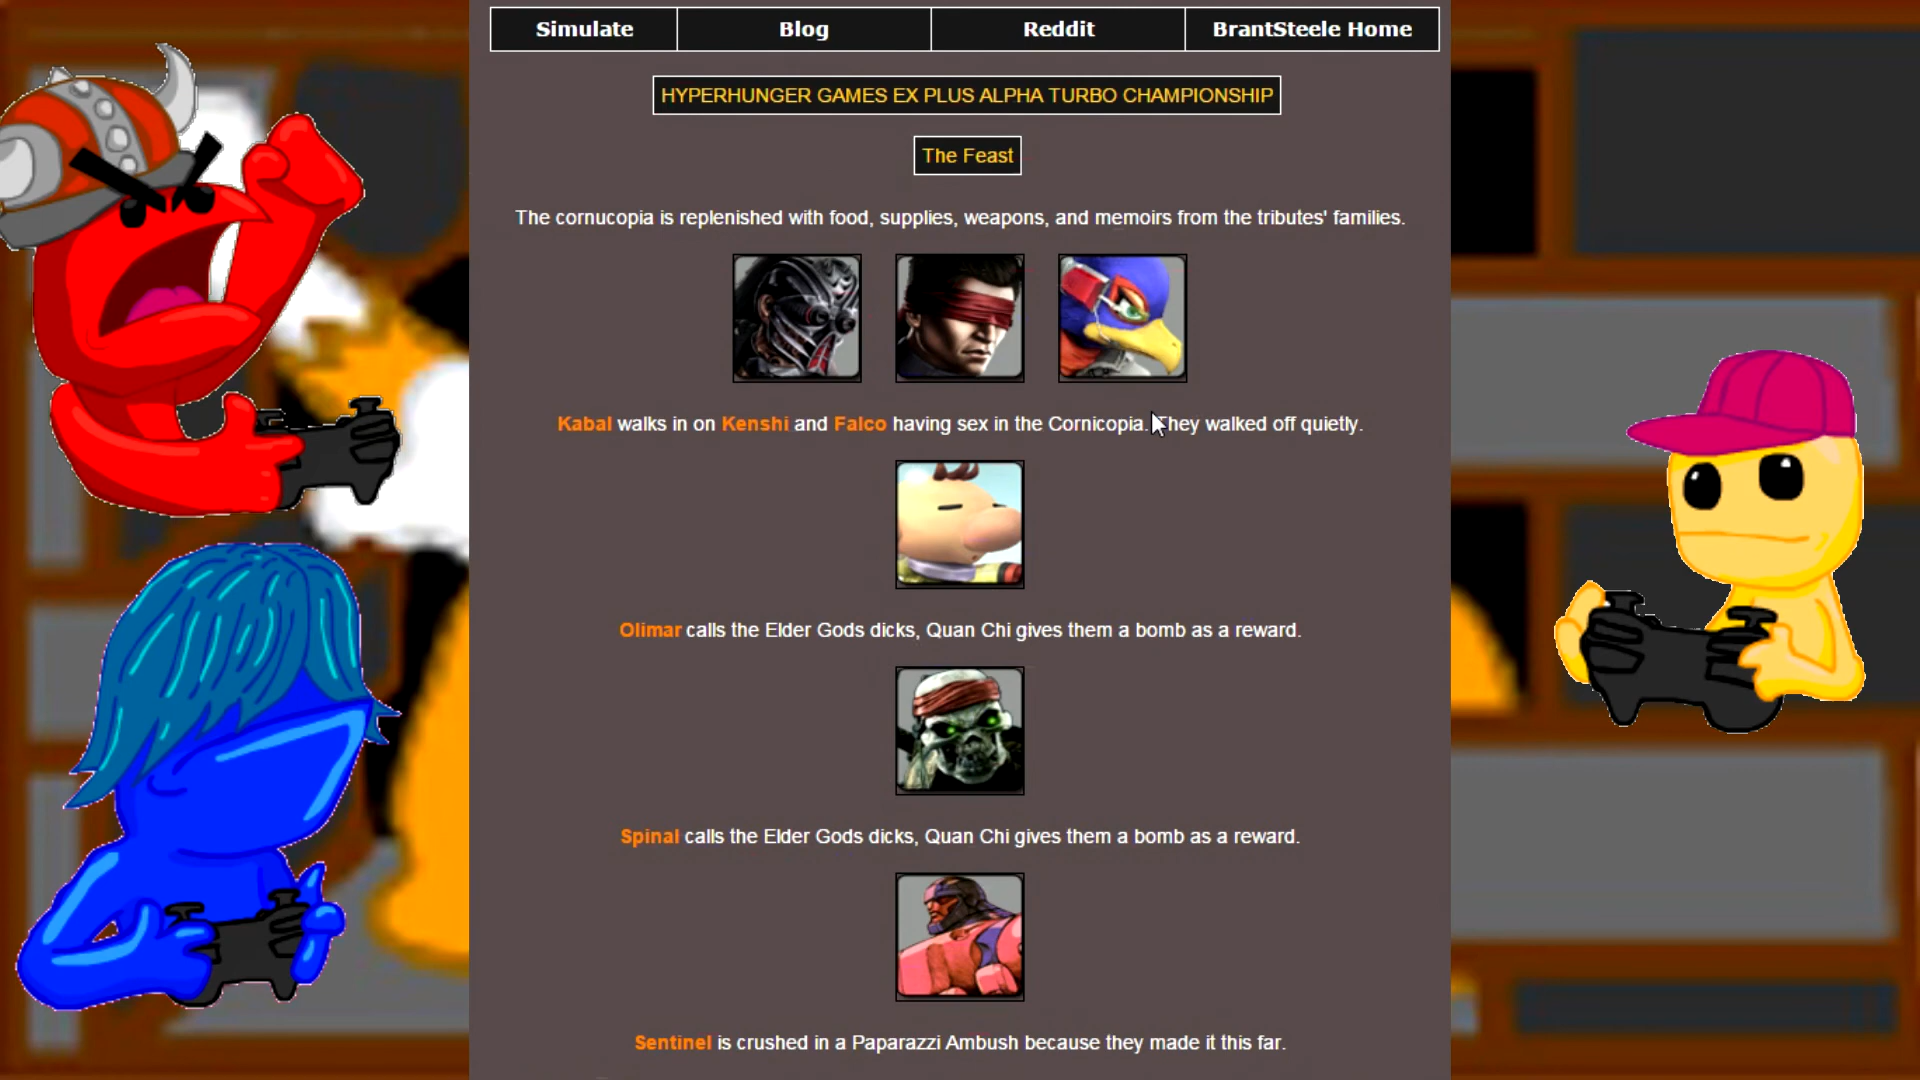 Simulate Blog Reddit BrantSteele Home
HYPERHUNGER GAMES EX PLUS ALPHA TURBO CHAMPIONSHIP
The Feast
The cornucopia is replenished with food, supplies, weapons, and memoirs from the tributes' families.
Kabal walks in on Kenshi and Falco having sex in the Cornicopia. They walked off quietly.
Olimar calls the Elder Gods dicks, Quan Chi gives them a bomb as a reward.
Spinal calls the Elder Gods dicks, Quan Chi gives them a bomb as a reward.
Sentinel is crushed in a Paparazzi Ambush because they made it this far.